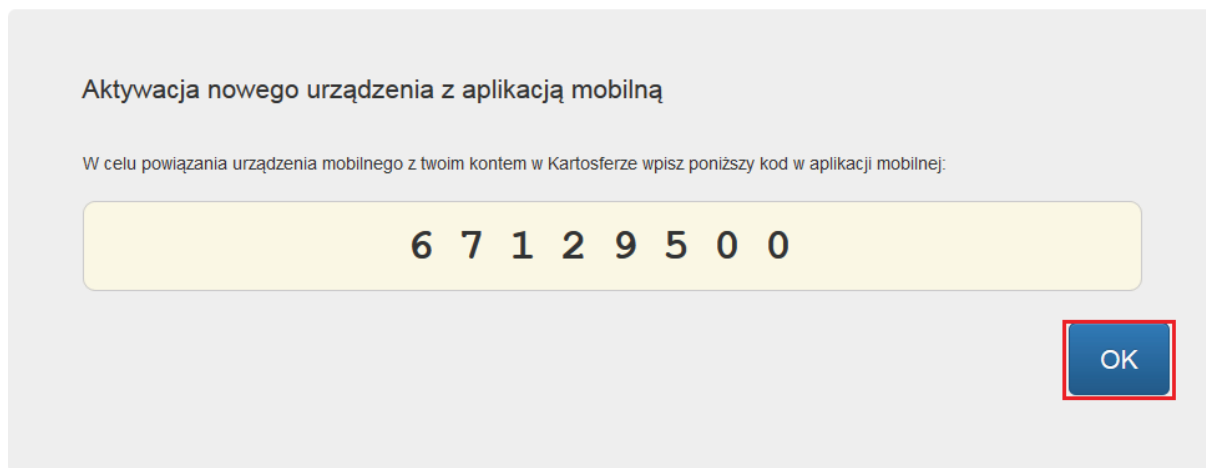 Aktywacja nowego urządzenia z aplikacją mobilną
W celu powiązania urządzenia mobilnego z twoim kontem w Kartosferze wpisz poniższy kod w aplikacji mobilnej:
6 7 1 2 9 5 0 0
OK